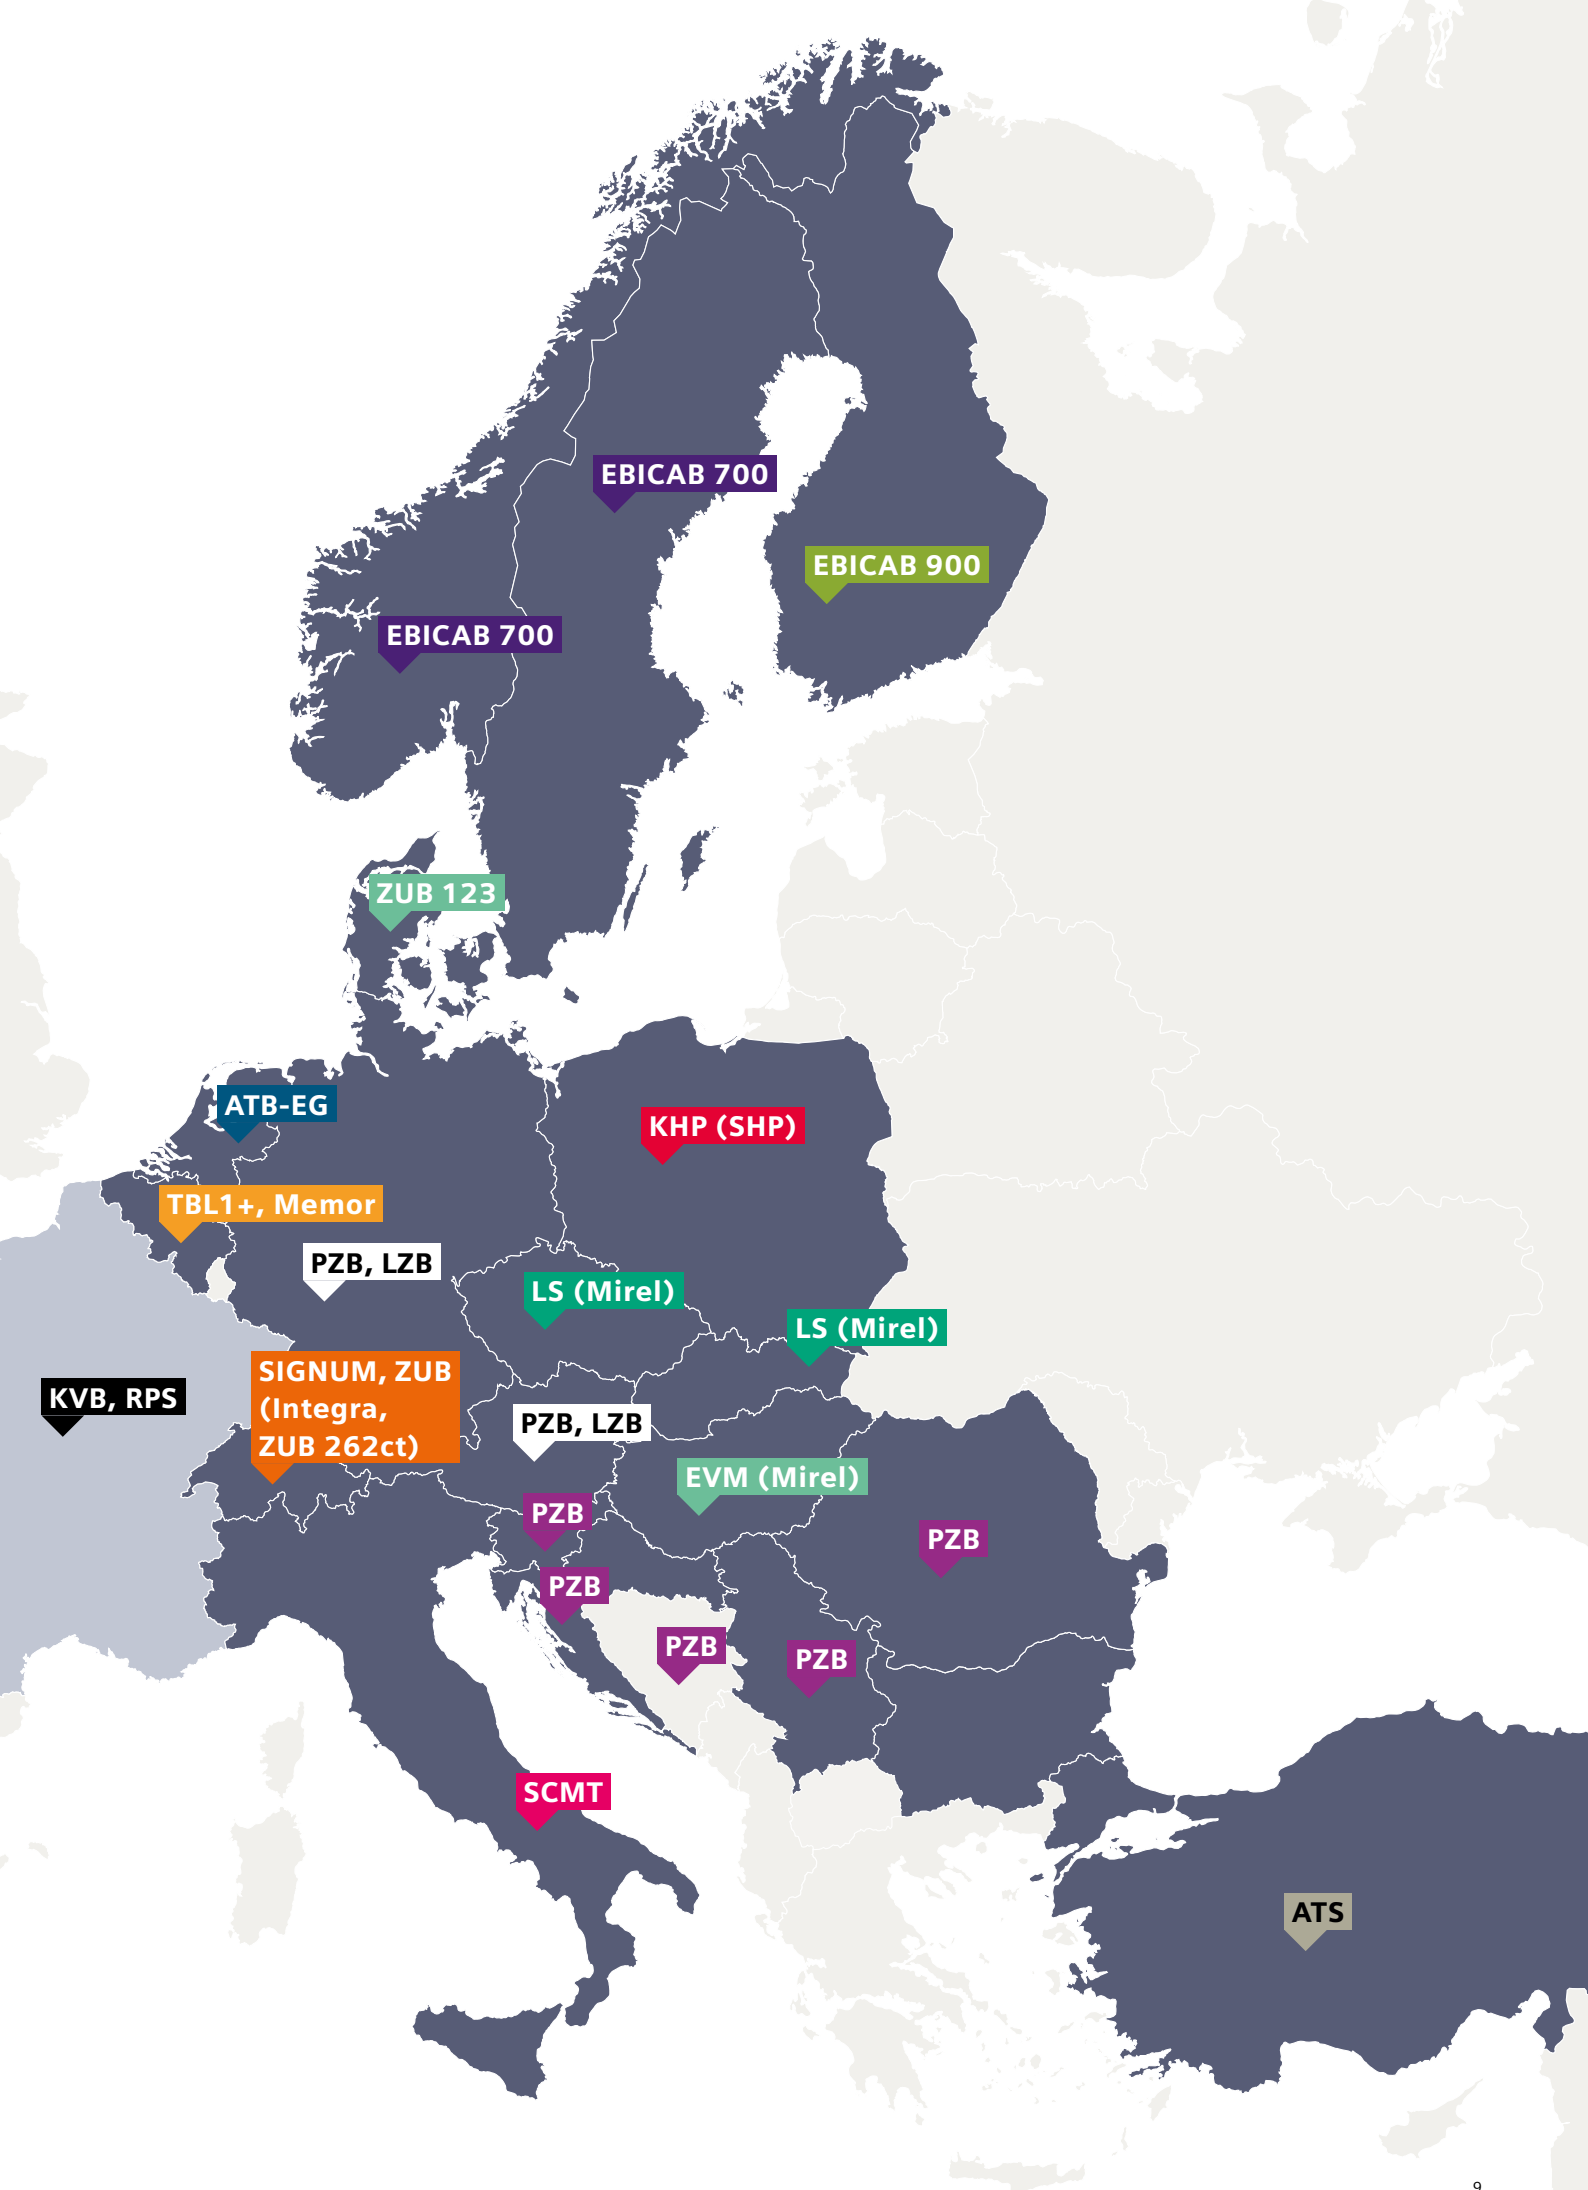 EBICAB 700
EBICAB 900
EBICAB 700
ZUB 123
ATB-EG
KHP (SHP)
TBL1+, Memor
PZB, LZB
LS (Mirel)
LS (Mirel)
SIGNUM, ZUB
(Integra,
ZUB 262ct)
KVB, RPS
PZB, LZB
EVM (Mirel)
PZB
PZB
PZB
PZB
PZB
SCMT
ATS
9